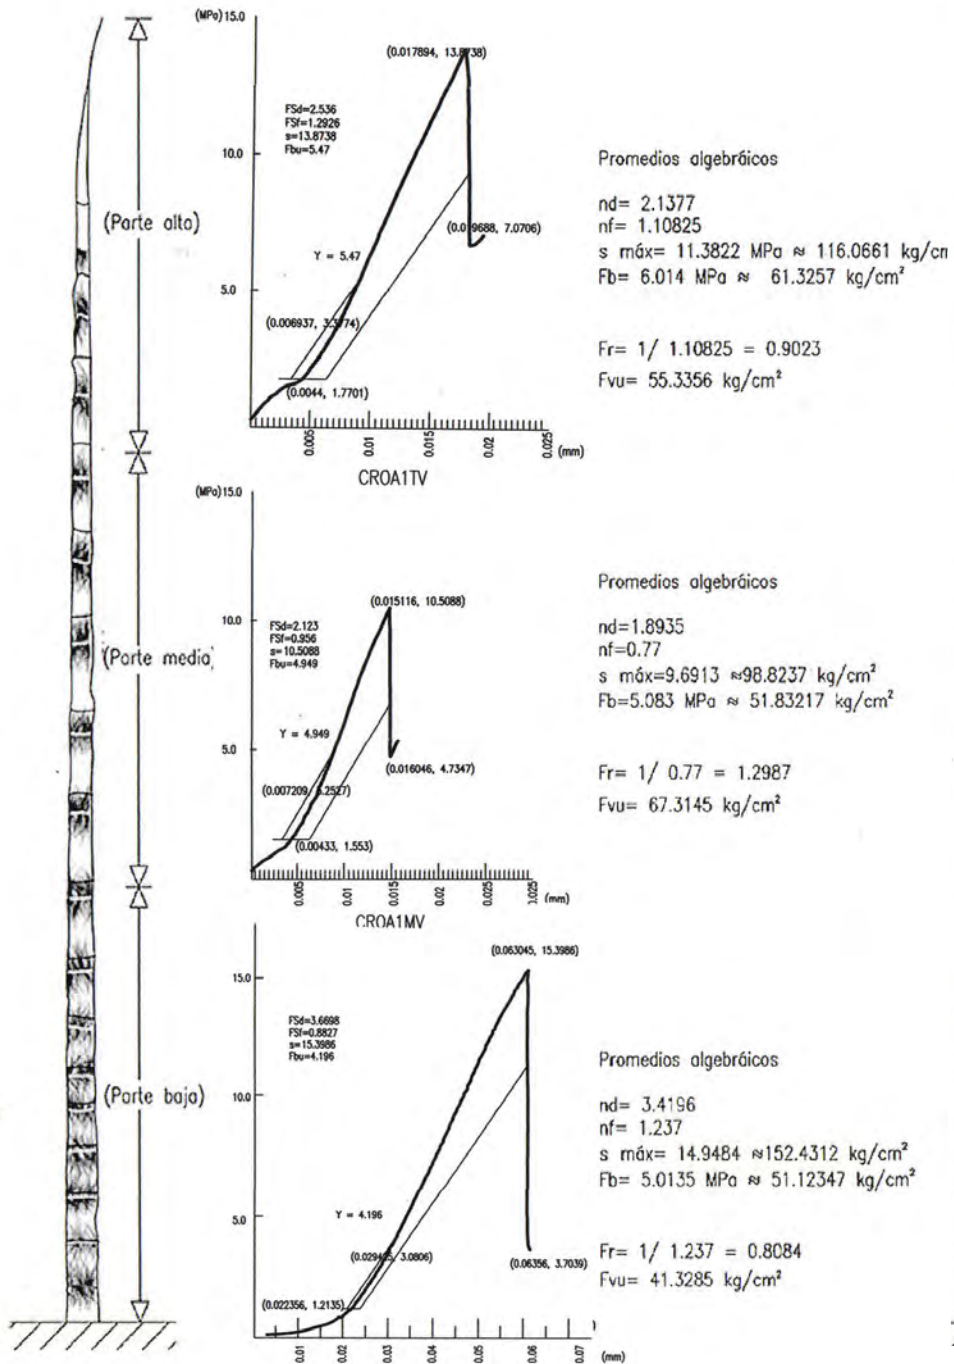 (Parte alta)
(Parte media)
(Parte baja)
(MPa) 15.0
10.0
5.0
(0.017894, 13.8738)
FSd=2.536
FSf=1.2926
s=13.8738
Fbu=5.47
Y = 5.47
(0.006937, 3.3774)
(0.0044, 1.7701)
7.0706)
0.005
0.01
0.015
0.02
0.025
(mm)
CROA1TV
Promedios algebráicos
nd= 2.1377
nf= 1.10825
s máx= 11.3822 MPa ≈ 116.0661 kg/cm
Fb= 6.014 MPa ≈ 61.3257 kg/cm²
Fr= 1/ 1.10825 = 0.9023
Fvu= 55.3356 kg/cm²
(MPa) 15.0
10.0
5.0
(0.015116, 10.5088)
FSd=2.123
FSf=0.956
s=10.5088
Fbu=4.949
Y = 4.949
(0.007209,
(0.00433, 1.553)
(0.016046, 4.7347)
0.005
0.01
0.015
0.02
0.025
0.025
(mm)
CROA1MV
Promedios algebráicos
nd=1.8935
nf=0.77
s máx=9.6913 ≈98.8237 kg/cm²
Fb=5.083 MPa ≈ 51.83217 kg/cm²
Fr= 1/ 0.77 = 1.2987
Fvu= 67.3145 kg/cm²
15.0
10.0
5.0
(0.063045, 15.3986)
FSd=3.6698
FSf=0.8827
s=15.3986
Fbu=4.196
Y = 4.196
3.0806)
(0.022356, 1.2135)
(0.06356, 3.7039)
0.01
0.02
0.03
0.04
0.05
0.06
0.07
(mm)
Promedios algebráicos
nd= 3.4196
nf= 1.237
s máx= 14.9484 ≈152.4312 kg/cm²
Fb= 5.0135 MPa ≈ 51.12347 kg/cm²
Fr= 1/ 1.237 = 0.8084
Fvu= 41.3285 kg/cm²